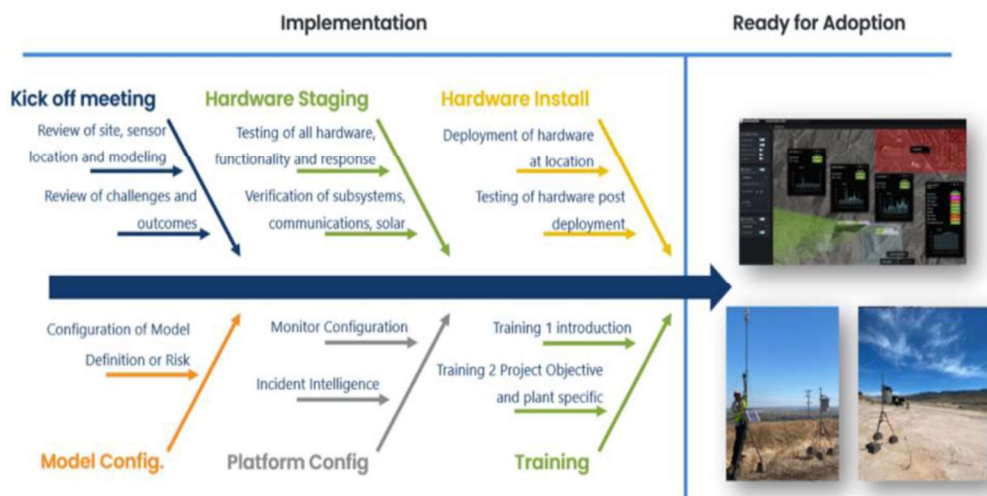 Implementation
Ready for Adoption
Kick off meeting
Review of site, sensor
location and modeling
Review of challenges and
outcomes
Hardware Staging
Testing of all hardware,
functionality and response
Verification of subsystems,
communications, solar
Hardware Install
Deployment of hardware
at location
Testing of hardware post
deployment
Configuration of Model
Definition or Risk
Model Config.
Monitor Configuration
Incident Intelligence
Platform Config
Training 1 introduction
Training 2 Project Objective
and plant specific
Training